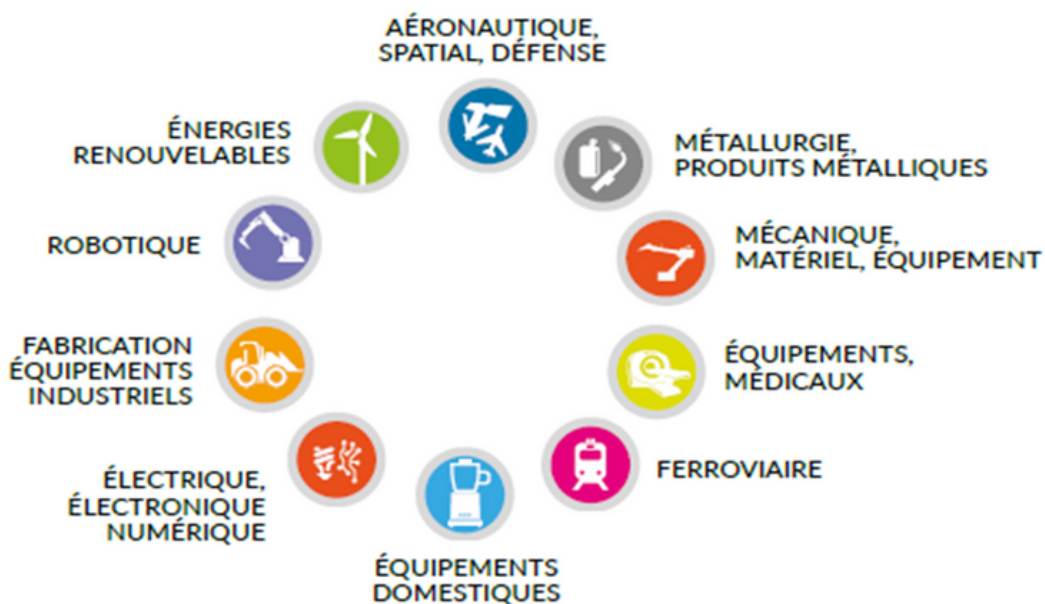 AÉRONAUTIQUE,
SPATIAL, DÉFENSE
MÉTALLURGIE,
PRODUITS MÉTALLIQUES
MÉCANIQUE,
MATÉRIEL, ÉQUIPEMENT
ÉQUIPEMENTS,
MÉDICAUX
FERROVIAIRE
ÉQUIPEMENTS
DOMESTIQUES
ÉLECTRIQUE,
ÉLECTRONIQUE
NUMÉRIQUE
FABRICATION
ÉQUIPEMENTS
INDUSTRIELS
ROBOTIQUE
ÉNERGIES
RENOUVELABLES